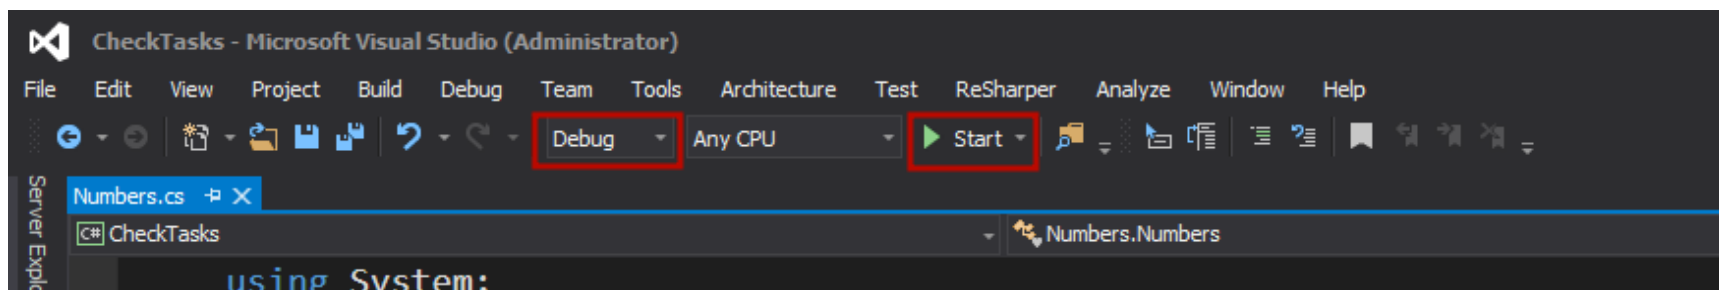 CheckTasks - Microsoft Visual Studio (Administrator)
File Edit View Project Build Debug Team Tools Architecture Test ReSharper Analyze Window Help
Debug Any CPU Start
Numbers.cs
C# CheckTasks Numbers.Numbers
using System;
Server Explo